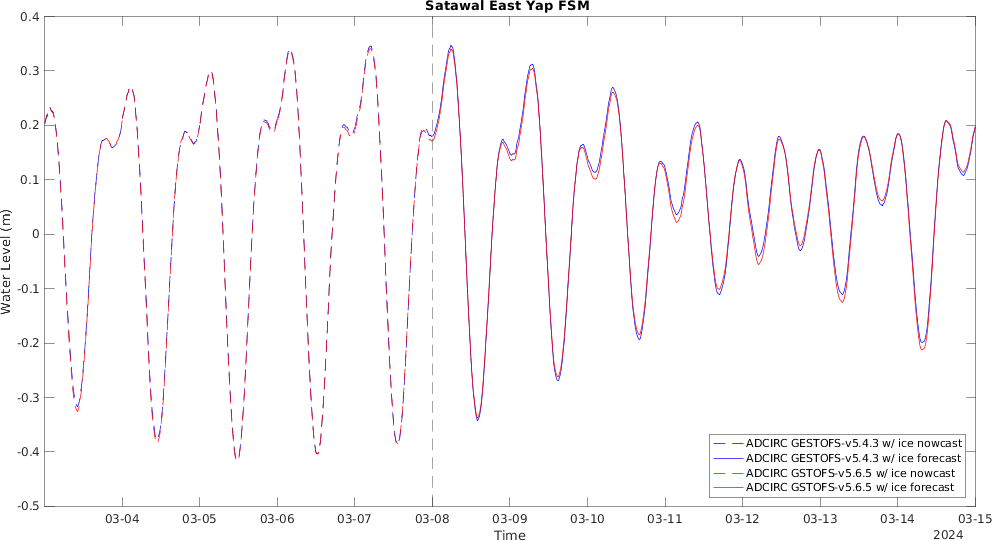 Satawal East Yap FSM
0.4
0.3
0.2
0.1
0
-0.1
-0.2
-0.3
-0.4
-0.5
Water Level (m)
ADCIRC GESTOFS-v5.4.3 w/ ice nowcast
ADCIRC GESTOFS-v5.4.3 w/ ice forecast
ADCIRC GSTOFS-v5.6.5 w/ ice nowcast
ADCIRC GSTOFS-v5.6.5 w/ ice forecast
03-04 03-05 03-06 03-07 03-08 03-09 03-10 03-11 03-12 03-13 03-14 03-15
Time
2024